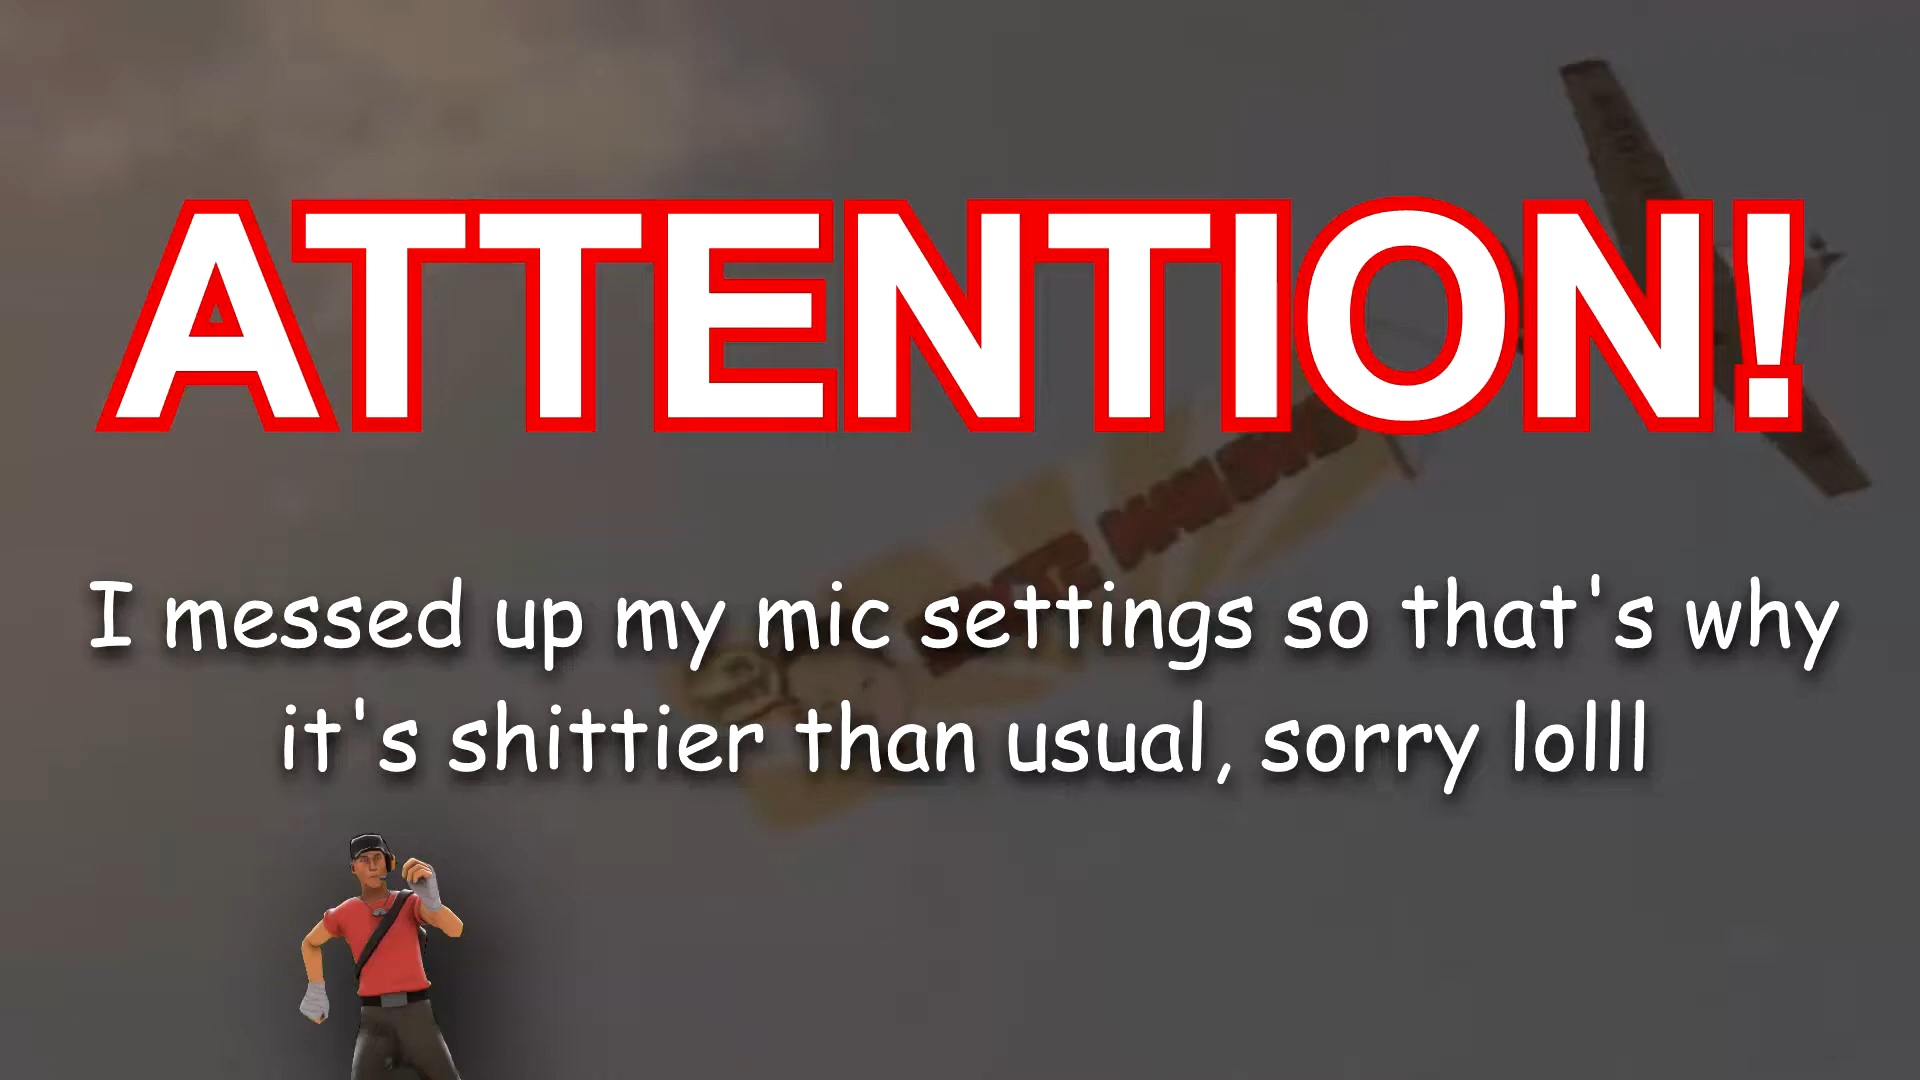 ATTENTION!
I messed up my mic settings so that's why
it's shittier than usual, sorry lolll